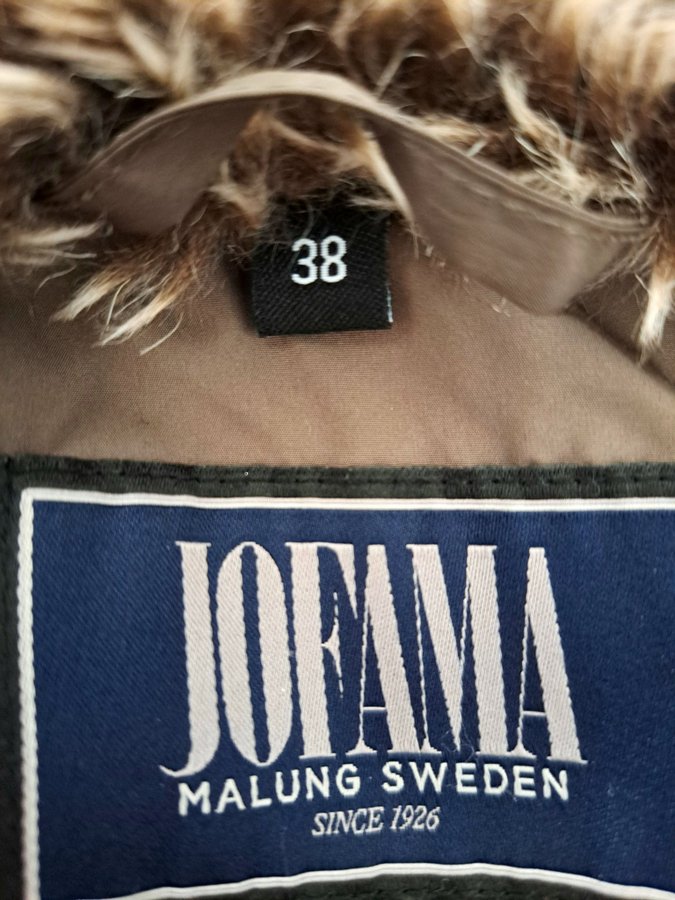 38
JOFAMA
MALUNG SWEDEN
SINCE 1926